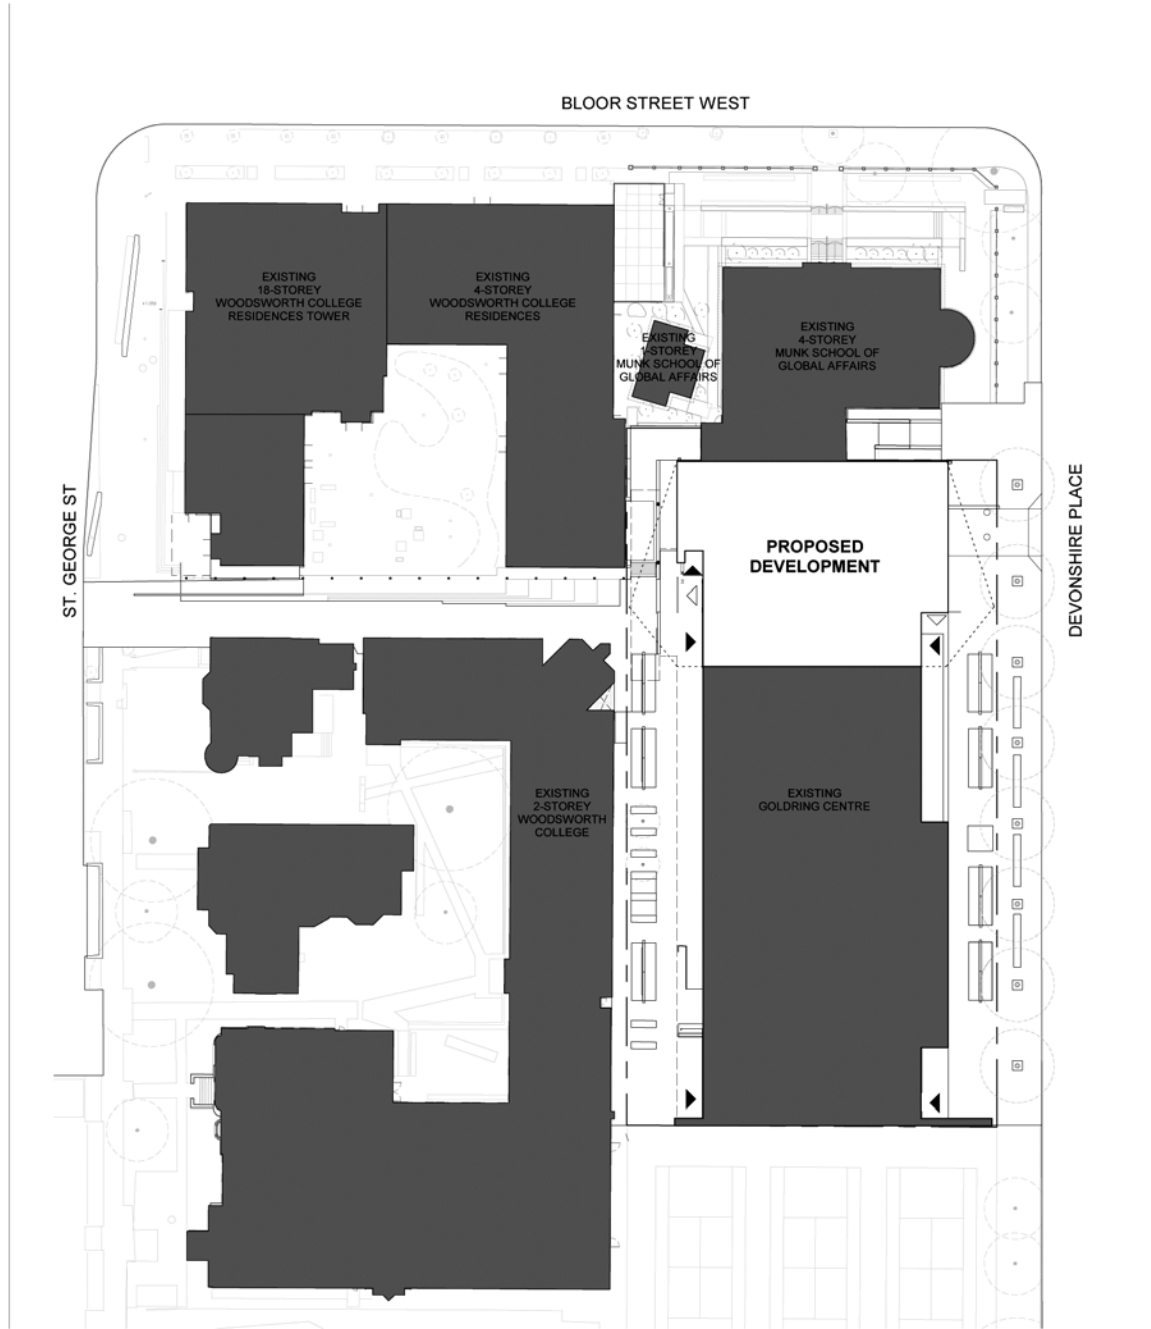 BLOOR STREET WEST
EXISTING
18-STOREY
WOODSWORTH COLLEGE
RESIDENCES TOWER
EXISTING
4-STOREY
WOODSWORTH COLLEGE
RESIDENCES
EXISTING
1-STOREY
MUNK SCHOOL OF
GLOBAL AFFAIRS
EXISTING
4-STOREY
MUNK SCHOOL OF
GLOBAL AFFAIRS
ST. GEORGE ST
DEVONSHIRE PLACE
PROPOSED
DEVELOPMENT
EXISTING
2-STOREY
WOODSWORTH
COLLEGE
EXISTING
GOLDRING CENTRE